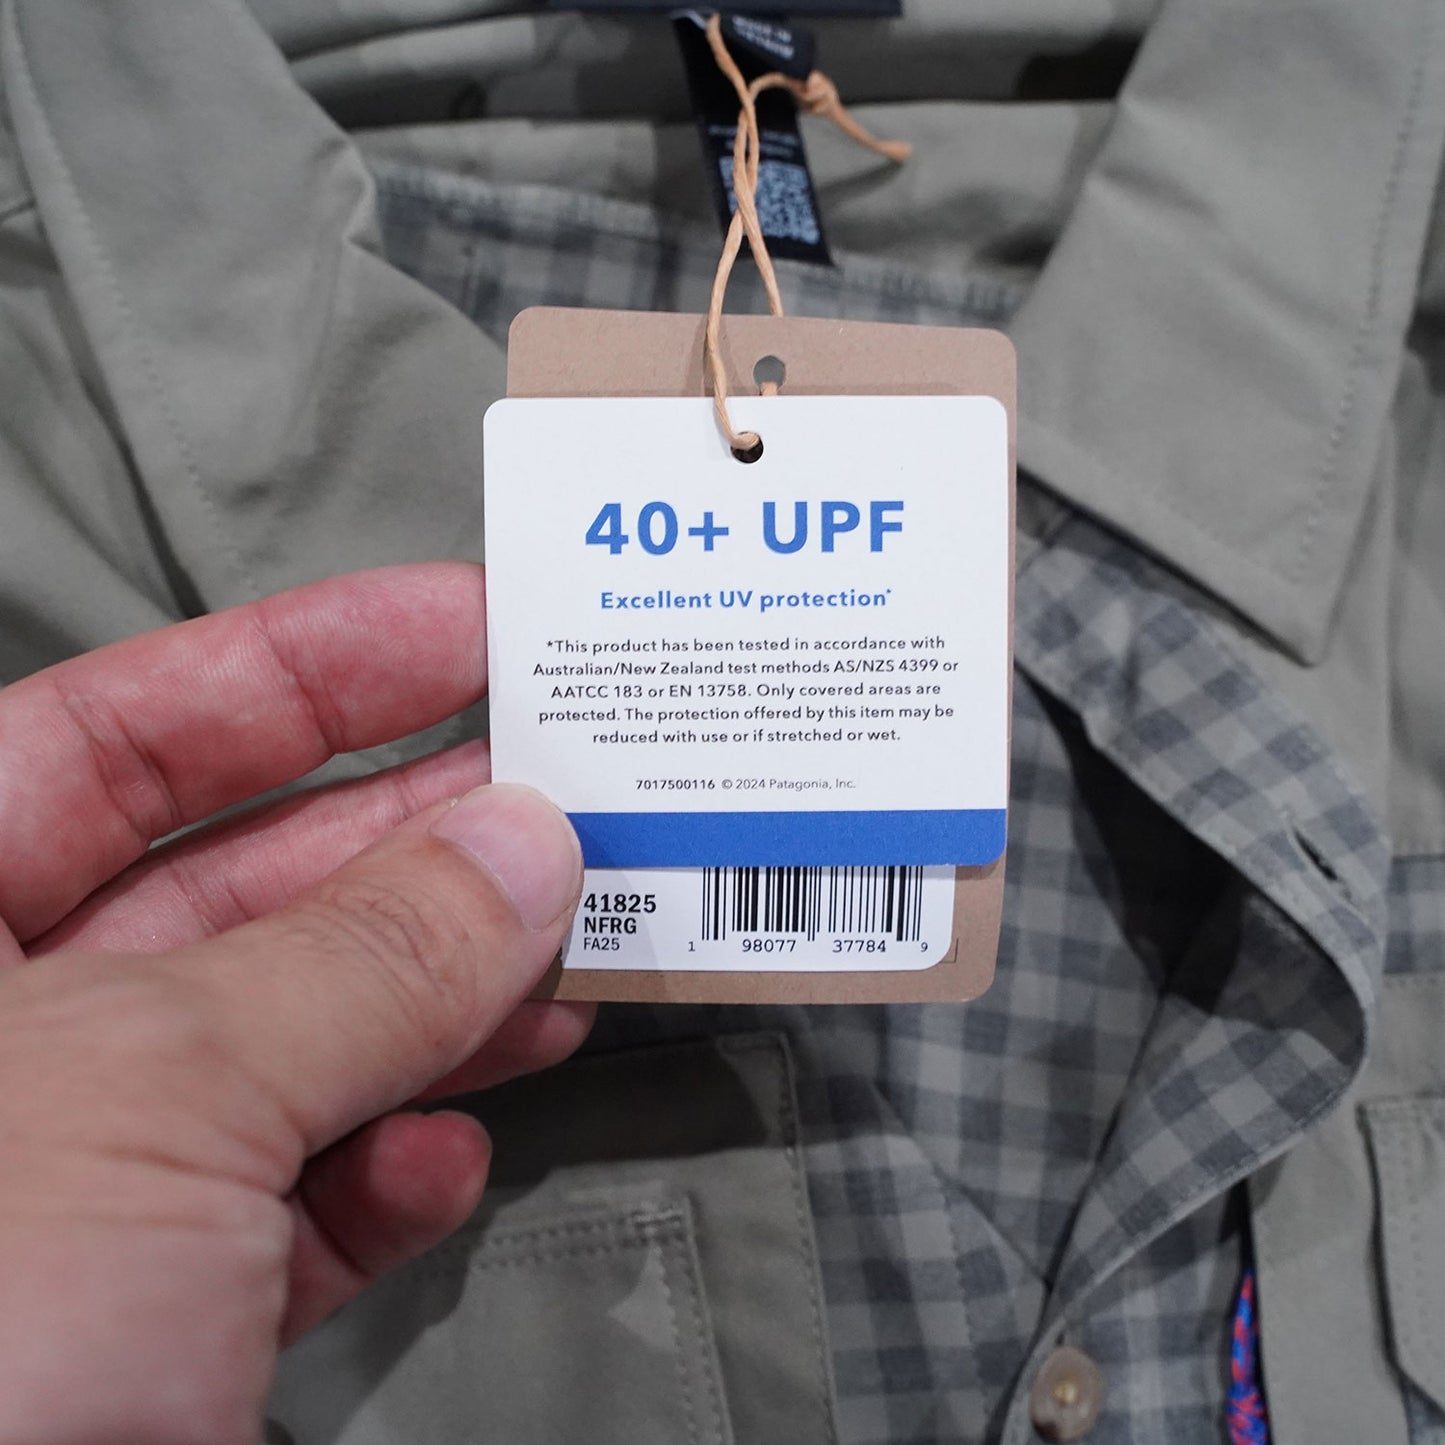 40+ UPF
Excellent UV protection*
*This product has been tested in accordance with
Australian/New Zealand test methods AS/NZS 4399 or
AATCC 183 or EN 13758. Only covered areas are
protected. The protection offered by this item may be
reduced with use or if stretched or wet.
7017500116 © 2024 Patagonia, Inc.
41825
NFRG
FA25
1 98077 37784 9